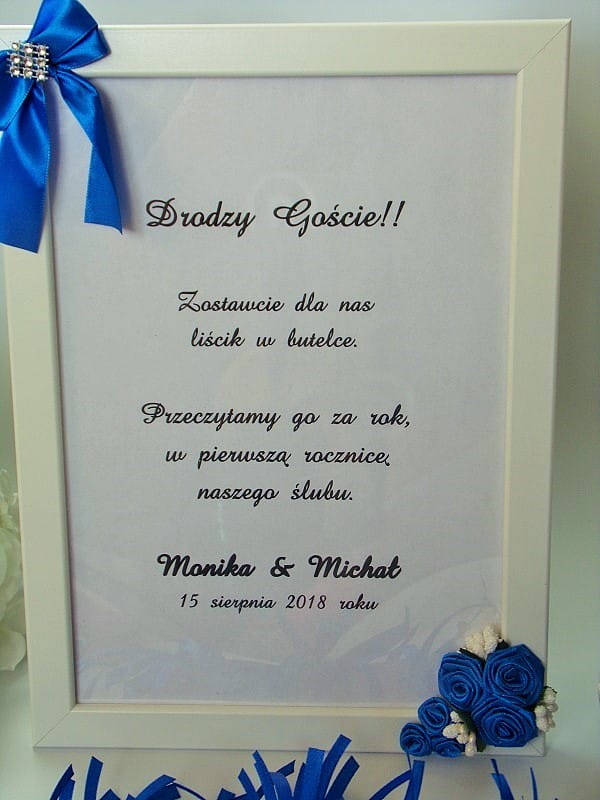 Drodzy Goście!!
Zostawcie dla nas
liścik w butelce.
Przeczytamy go za rok,
w pierwszą rocznicę
naszego ślubu.
Monika & Michał
15 sierpnia 2018 roku